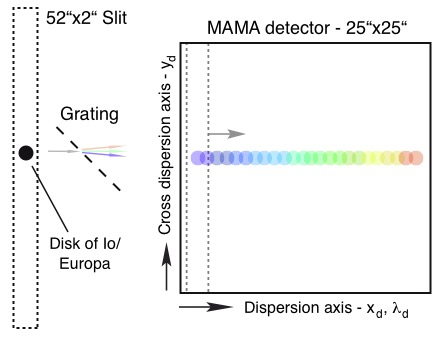 52“x2“ Slit
MAMA detector - 25“x25“
Grating
Cross dispersion axis - y_d
Disk of Io/
Europa
Dispersion axis - x_d, λ_d